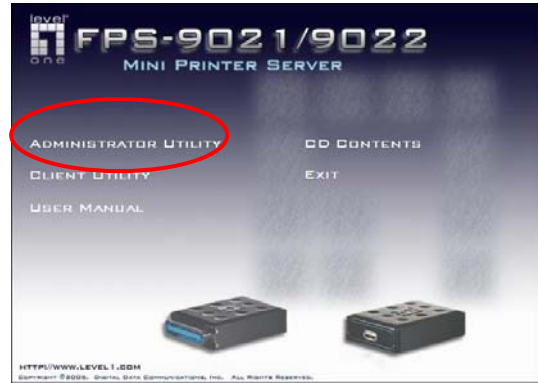 level
one
FPS-9021/9022
MINI PRINTER SERVER
ADMINISTRATOR UTILITY
CD CONTENTS
CLIENT UTILITY
EXIT
USER MANUAL
HTTP://WWW.LEVEL1.COM
COPYRIGHT ©2005. DIGITAL DATA COMMUNICATIONS, INC. ALL RIGHTS RESERVED.